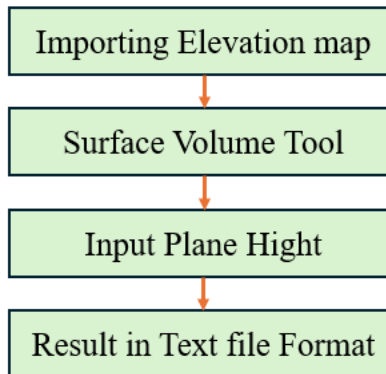 Importing Elevation map
Surface Volume Tool
Input Plane Hight
Result in Text file Format